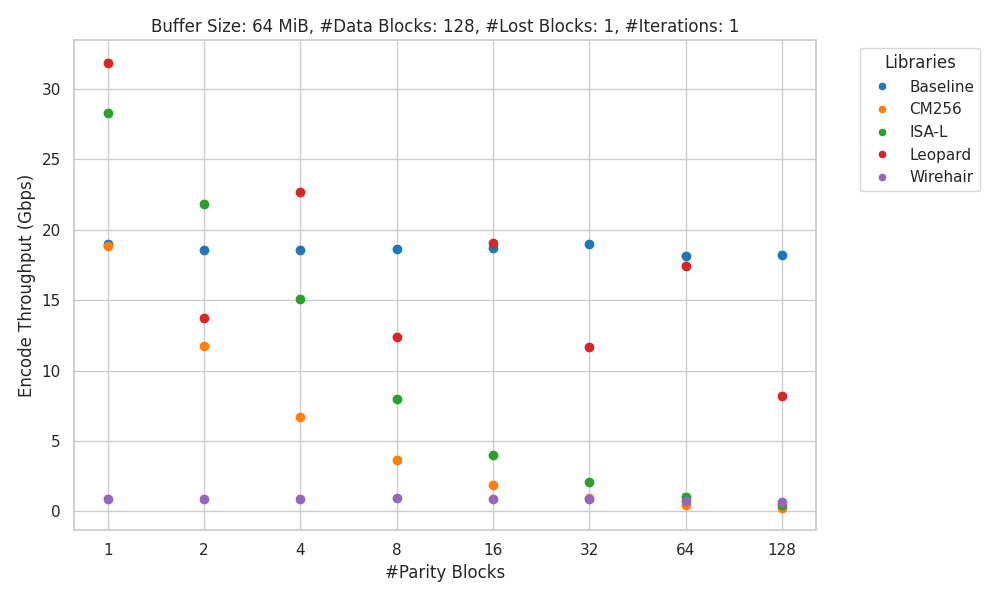 Buffer Size: 64 MiB, #Data Blocks: 128, #Lost Blocks: 1, #Iterations: 1
Encode Throughput (Gbps)
30
25
20
15
10
5
0
1 2 4 8 16 32 64 128
#Parity Blocks
Libraries
Baseline
CM256
ISA-L
Leopard
Wirehair